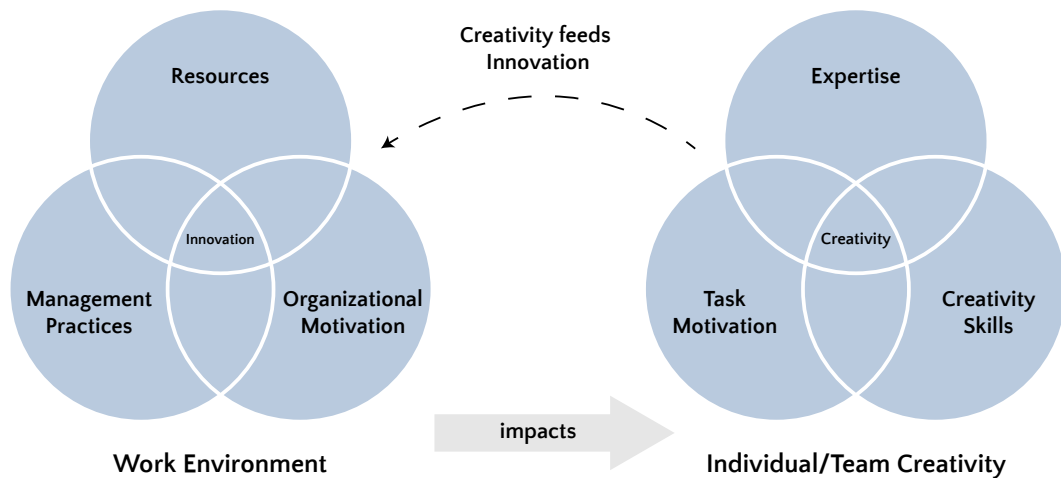 Creativity feeds
Innovation
Resources
Innovation
Management
Practices
Organizational
Motivation
Work Environment
impacts
Expertise
Creativity
Task
Motivation
Creativity
Skills
Individual/Team Creativity